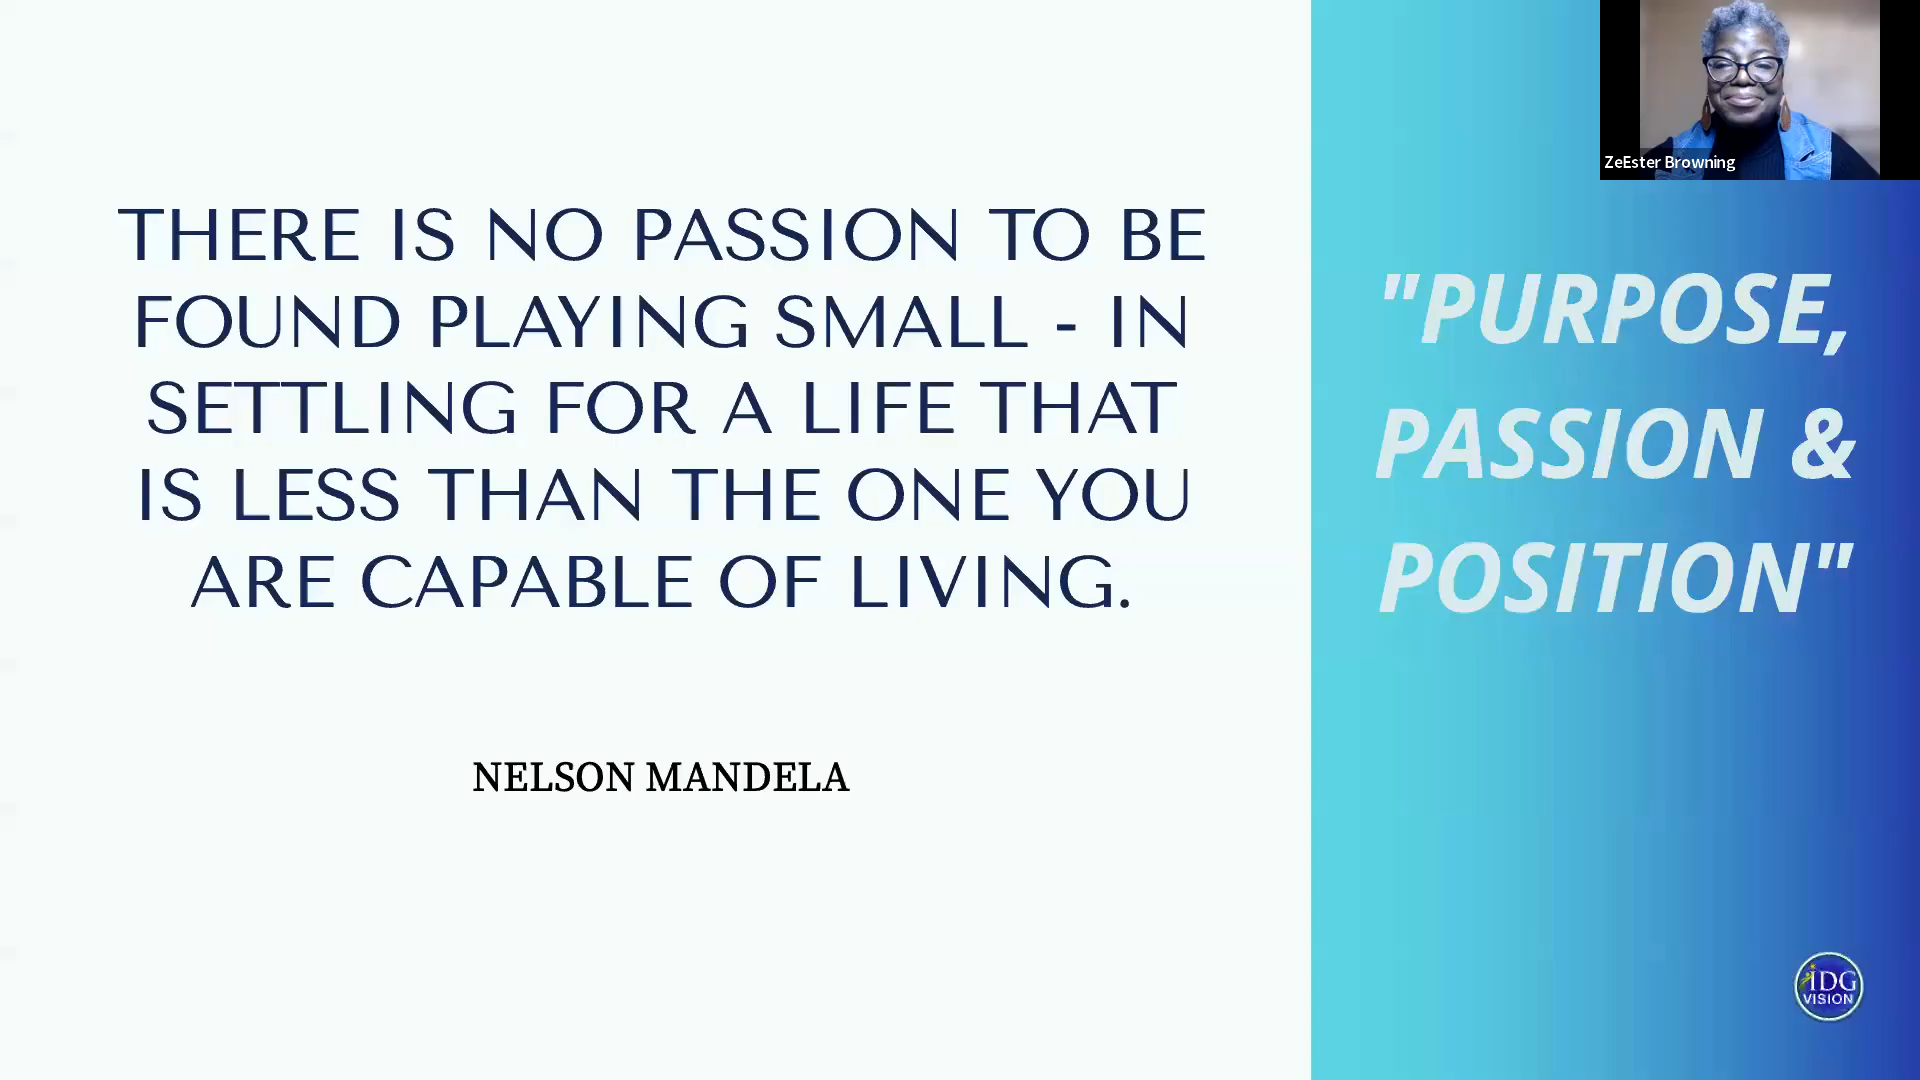 THERE IS NO PASSION TO BE
FOUND PLAYING SMALL - IN
SETTLING FOR A LIFE THAT
IS LESS THAN THE ONE YOU
ARE CAPABLE OF LIVING.
NELSON MANDELA
ZeEster Browning
"PURPOSE,
PASSION &
POSITION"
iDG
VISION